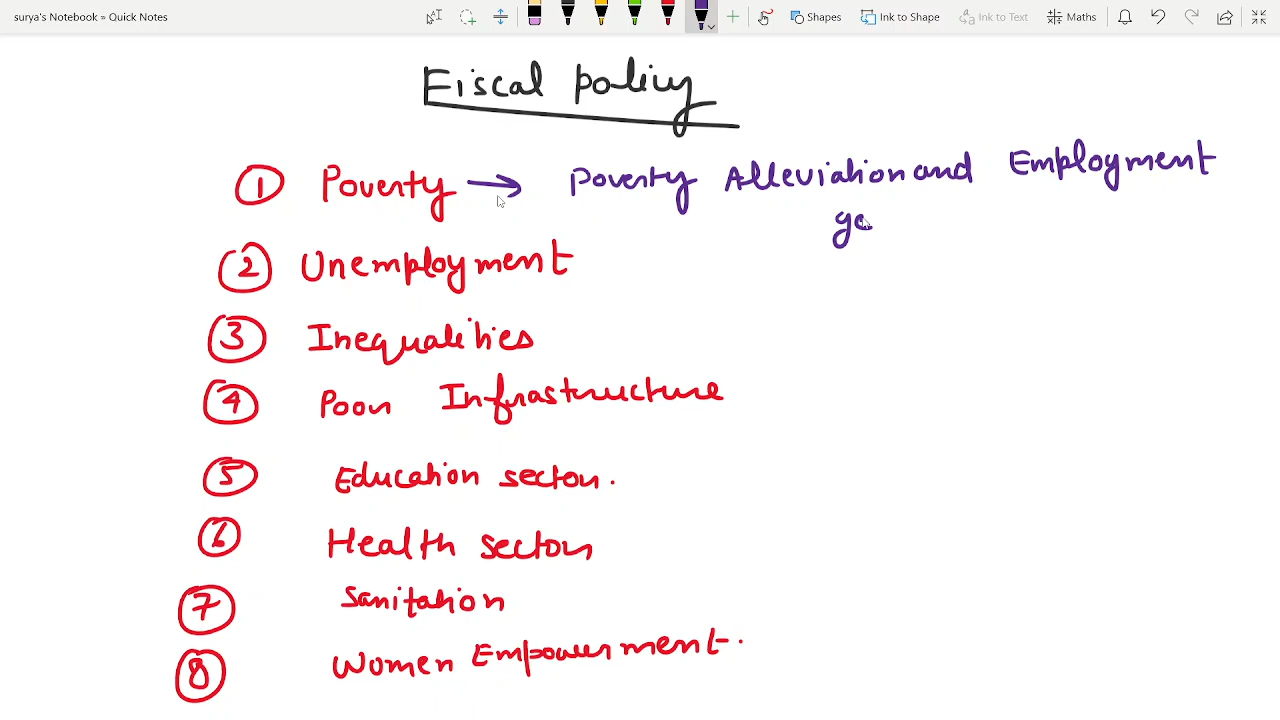 surya's Notebook » Quick Notes
Shapes Ink to Shape Ink to Text Maths
Fiscal policy
1 Poverty → Poverty Alleviation and Employment
ge
2 Unemployment
3 Inequalities
4 Poor Infrastructure
5 Education sector.
6 Health sector
7 Sanitation
8 Women Empowerment.